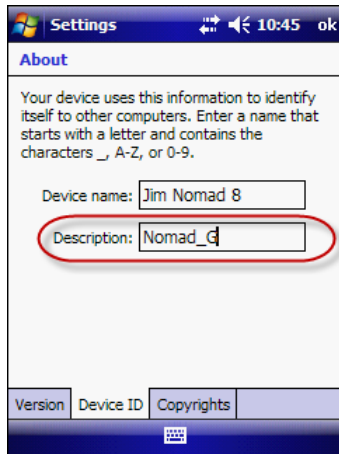 Settings 10:45 ok
About
Your device uses this information to identify
itself to other computers. Enter a name that
starts with a letter and contains the
characters _, A-Z, or 0-9.
Device name: Jim Nomad 8
Description: Nomad_G
Version Device ID Copyrights